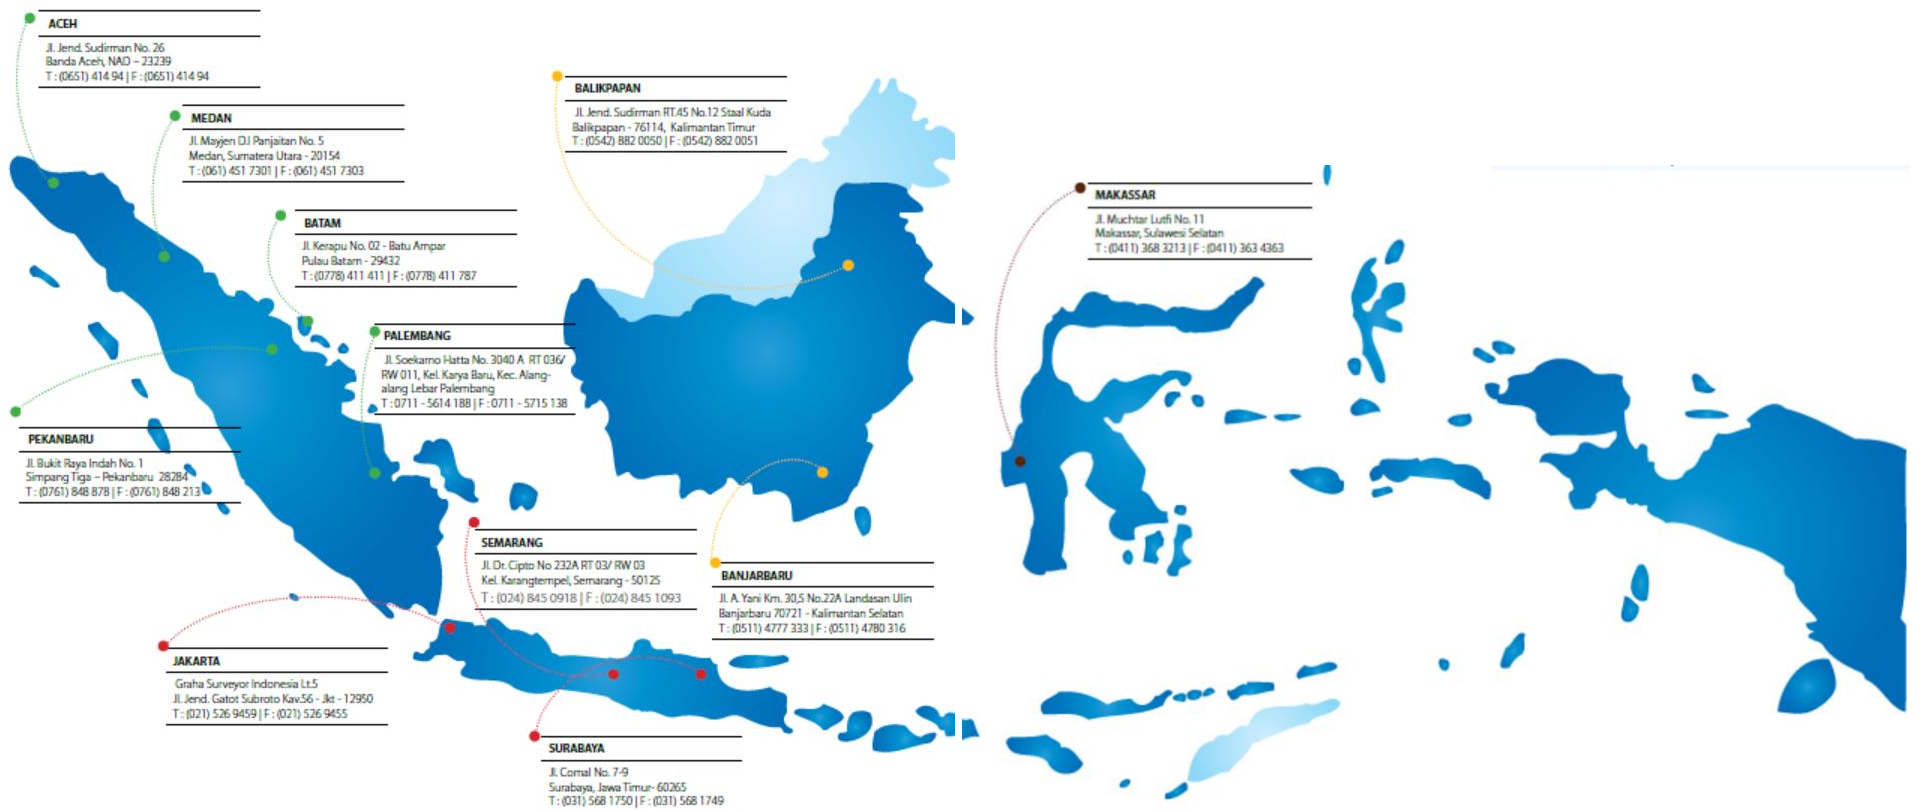 ACEH
Jl. Jend. Sudirman No. 26
Banda Aceh, NAD – 23239
T : (0651) 414 94 | F : (0651) 414 94
MEDAN
Jl. Mayjen D.I Panjaitan No. 5
Medan, Sumatera Utara - 20154
T : (061) 451 7301 | F : (061) 451 7303
BATAM
Jl. Kerapu No. 02 - Batu Ampar
Pulau Batam - 29432
T : (0778) 411 411 | F : (0778) 411 787
PALEMBANG
Jl. Soekarno Hatta No. 3040 A RT 036/
RW 011, Kel. Karya Baru, Kec. Alang-
alang Lebar Palembang
T : 0711 - 5614 188 | F : 0711 - 5715 138
PEKANBARU
Jl. Bukit Raya Indah No. 1
Simpang Tiga – Pekanbaru 28284
T : (0761) 848 878 | F : (0761) 848 213
BALIKPAPAN
Jl. Jend. Sudirman RT.45 No.12 Staal Kuda
Balikpapan - 76114, Kalimantan Timur
T : (0542) 882 0050 | F : (0542) 882 0051
MAKASSAR
Jl. Muchtar Lutfi No. 11
Makassar, Sulawesi Selatan
T : (0411) 368 3213 | F : (0411) 363 4363
SEMARANG
Jl. Dr. Cipto No 232A RT 03/ RW 03
Kel. Karangtempel, Semarang - 50125
T : (024) 845 0918 | F : (024) 845 1093
BANJARBARU
Jl. A. Yani Km. 30,5 No.22A Landasan Ulin
Banjarbaru 70721 - Kalimantan Selatan
T : (0511) 4777 333 | F : (0511) 4780 316
JAKARTA
Graha Surveyor Indonesia Lt.5
Jl. Jend. Gatot Subroto Kav.56 - Jkt - 12950
T : (021) 526 9459 | F : (021) 526 9455
SURABAYA
Jl. Comal No. 7-9
Surabaya, Jawa Timur- 60265
T : (031) 568 1750 | F : (031) 568 1749